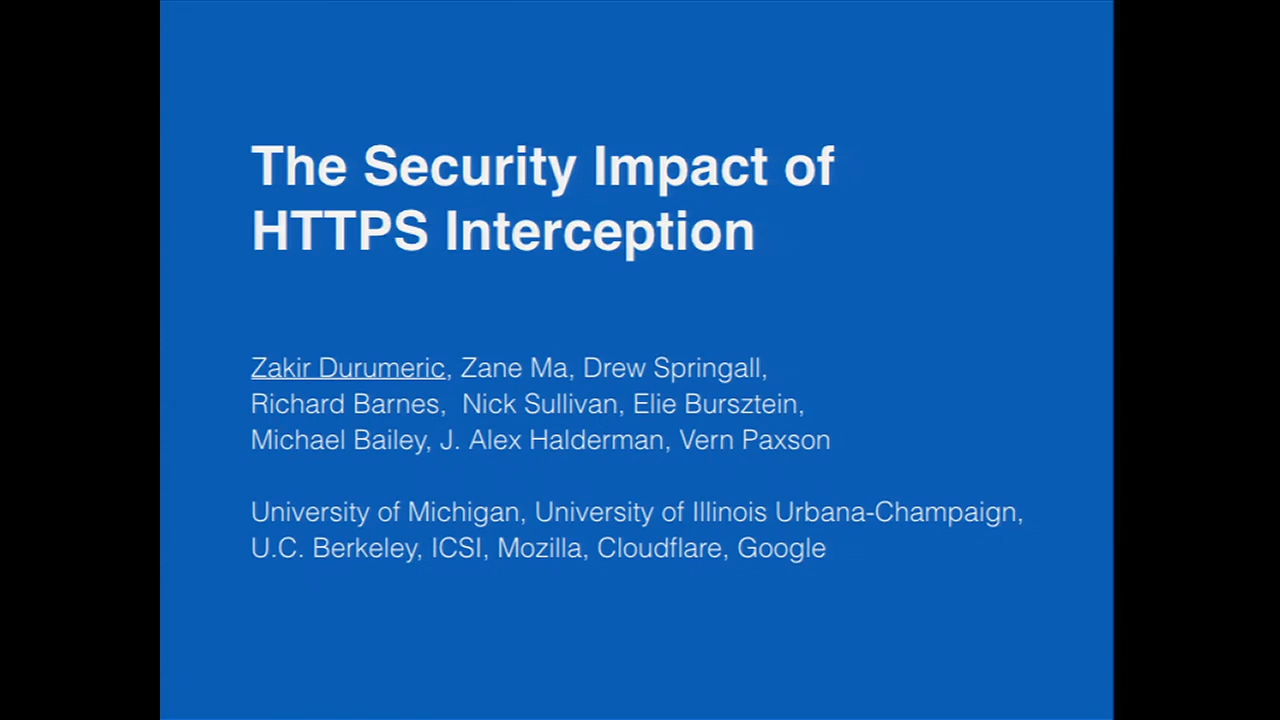 The Security Impact of
HTTPS Interception
Zakir Durumeric, Zane Ma, Drew Springall,
Richard Barnes, Nick Sullivan, Elie Bursztein,
Michael Bailey, J. Alex Halderman, Vern Paxson
University of Michigan, University of Illinois Urbana-Champaign,
U.C. Berkeley, ICSI, Mozilla, Cloudflare, Google